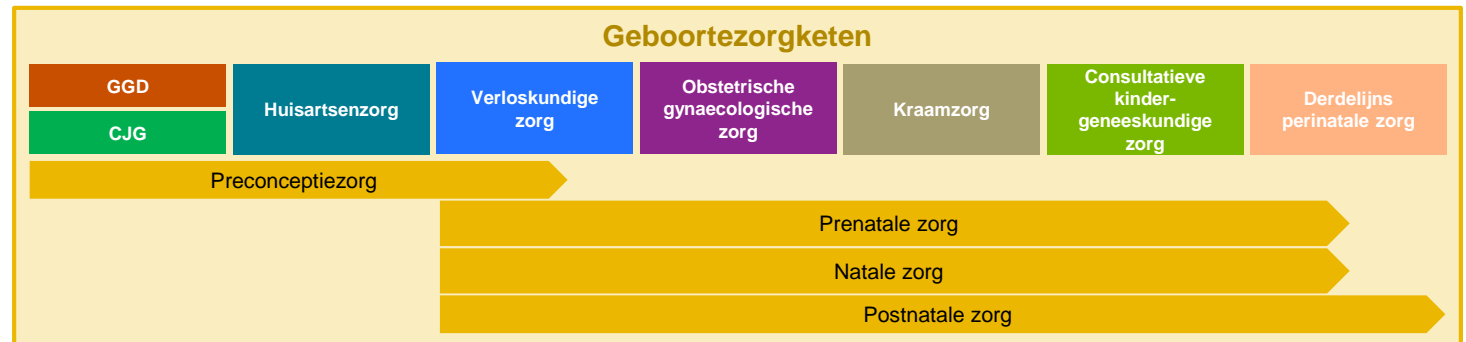 Geboortezorgketen
GGD
CJG
Huisartsenzorg
Verloskundige
zorg
Obstetrische
gynaecologische
zorg
Kraamzorg
Consultatieve
kinder-
geneeskundige
zorg
Derdelijns
perinatale zorg
Preconceptiezorg
Prenatale zorg
Natale zorg
Postnatale zorg